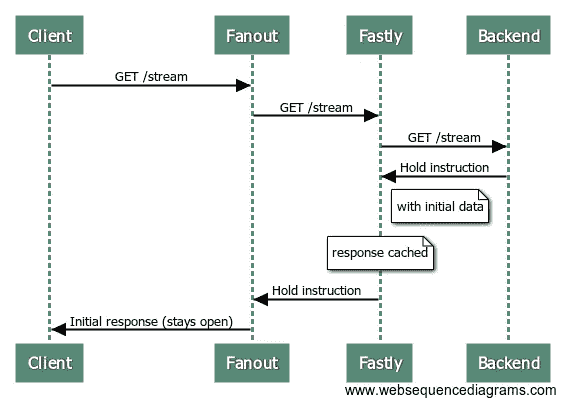 Client Fanout Fastly Backend
GET /stream
GET /stream
GET /stream
Hold instruction
with initial data
response cached
Hold instruction
Initial response (stays open)
Client Fanout Fastly Backend
www.websequencediagrams.com